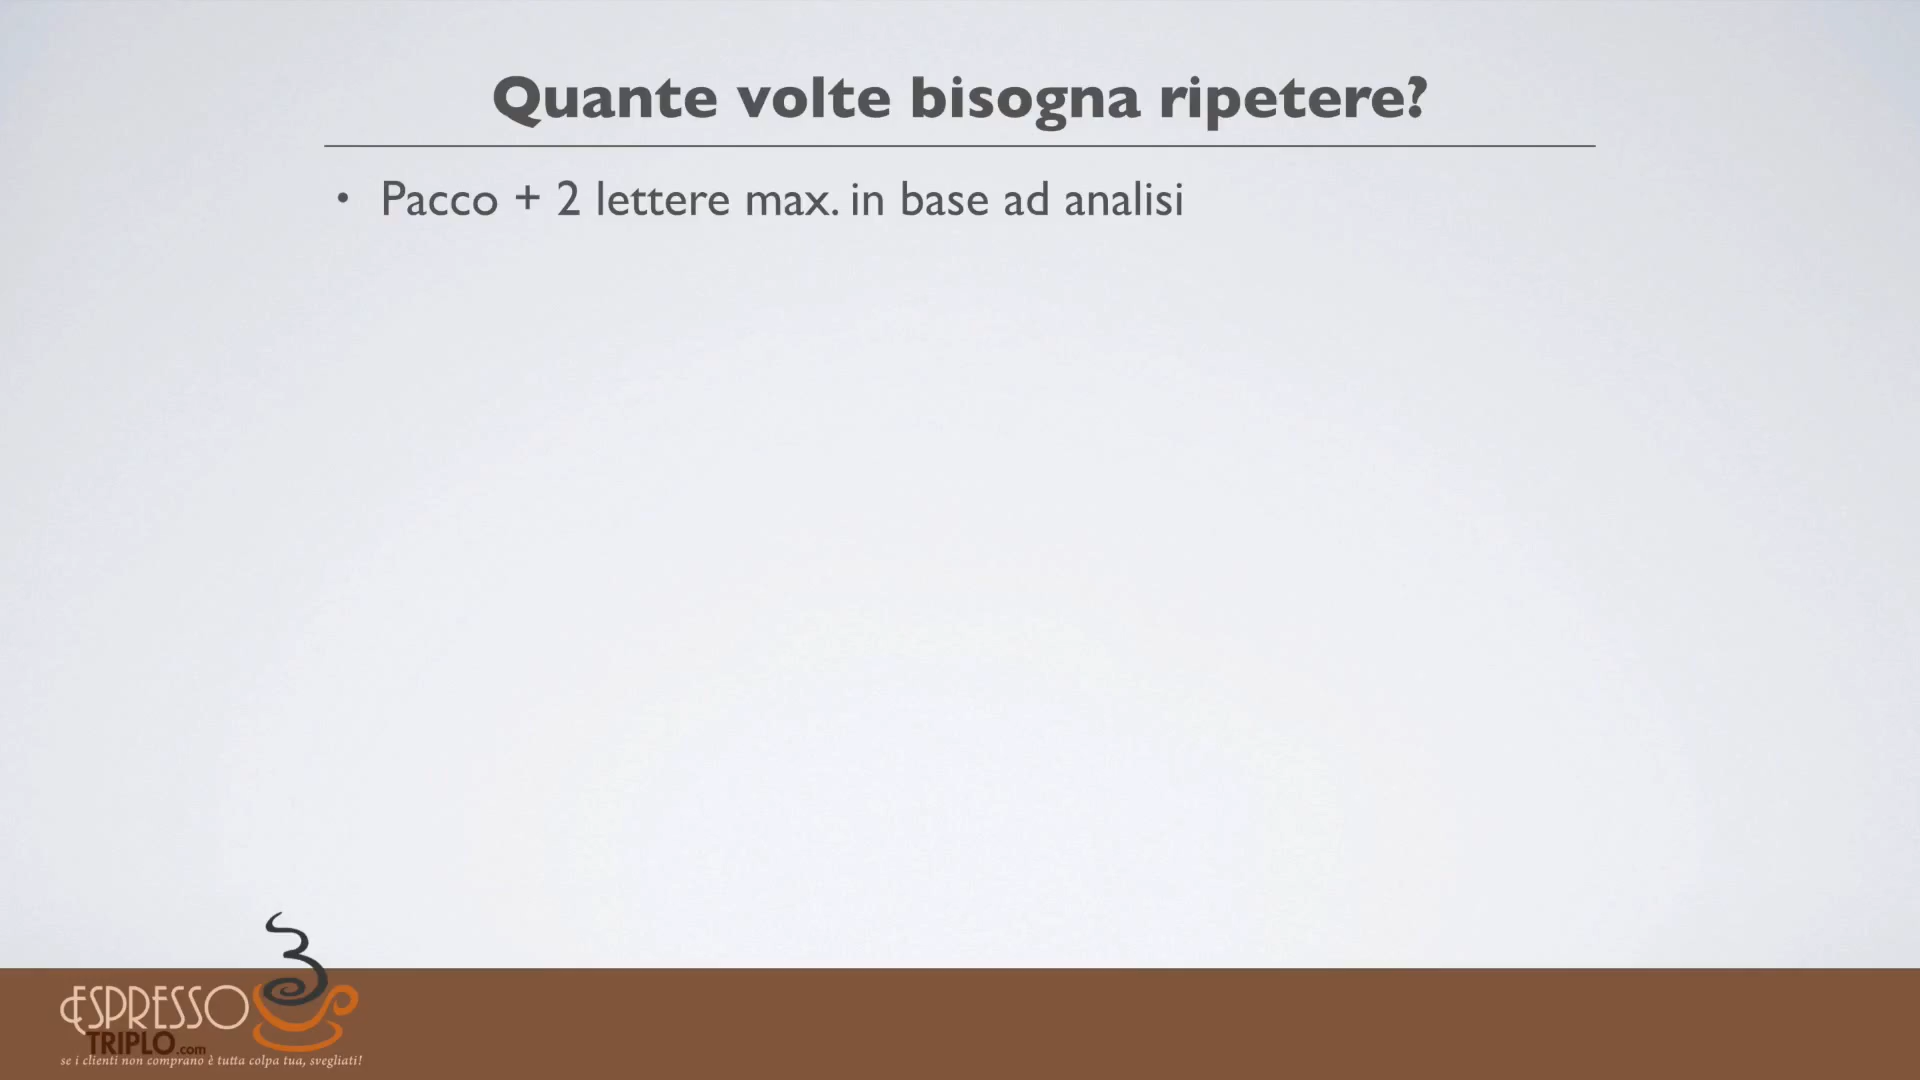 Quante volte bisogna ripetere?
• Pacco + 2 lettere max. in base ad analisi
ESPRESSO
TRIPLO.com
se i clienti non comprano è tutta colpa tua, svegliati!